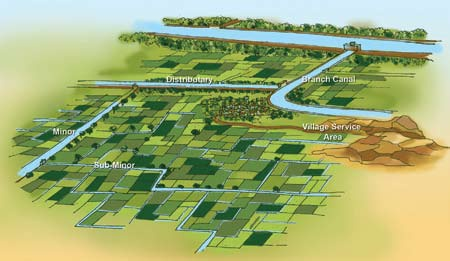 Distributary
Branch Canal
Minor
Village Service
Area
Sub-Minor